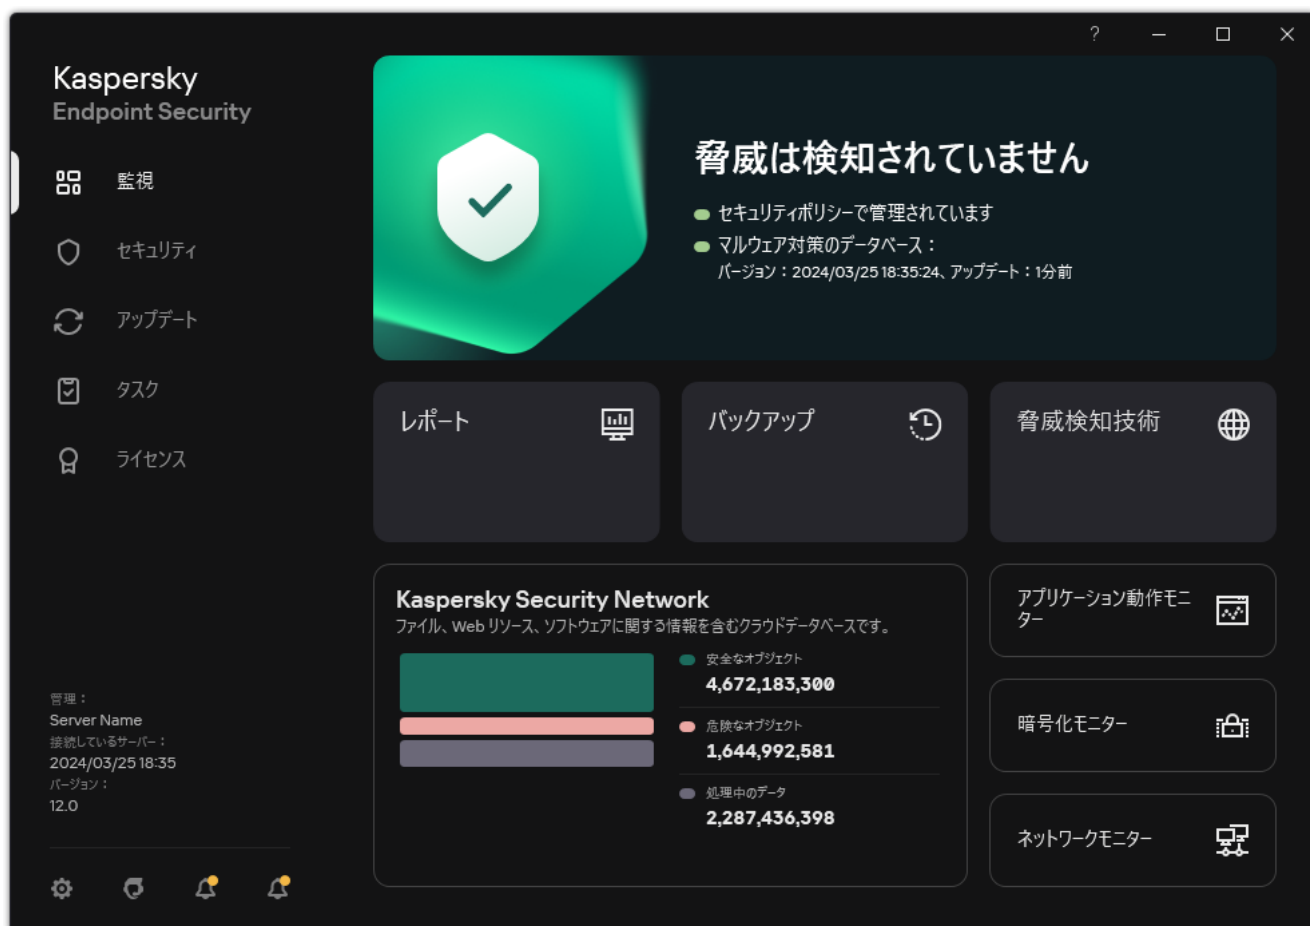 ?
Kaspersky
Endpoint Security
監視
セキュリティ
アップデート
タスク
ライセンス
管理：
Server Name
接続しているサーバー：
2024/03/25 18:35
バージョン：
12.0
脅威は検知されていません
セキュリティポリシーで管理されています
マルウェア対策のデータベース：
バージョン：2024/03/25 18:35:24、アップデート：1分前
レポート
バックアップ
脅威検知技術
Kaspersky Security Network
ファイル、Web リソース、ソフトウェアに関する情報を含むクラウドデータベースです。
安全なオブジェクト
4,672,183,300
危険なオブジェクト
1,644,992,581
処理中のデータ
2,287,436,398
アプリケーション動作モニ
ター
暗号化モニター
ネットワークモニター